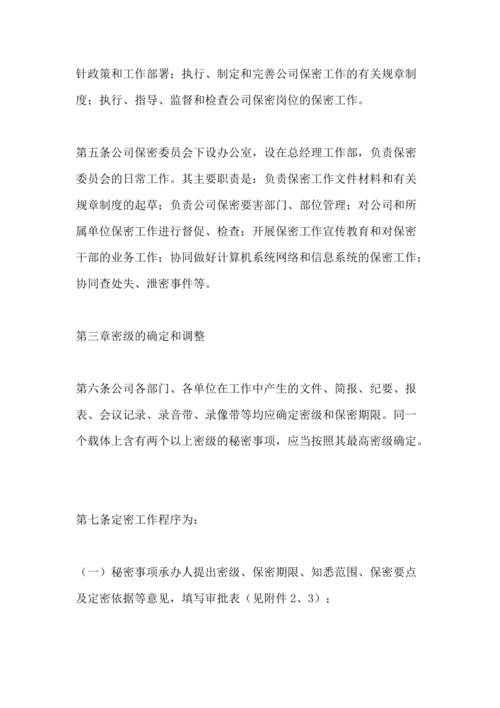 针政策和工作部署；执行、制定和完善公司保密工作的有关规章制
度；执行、指导、监督和检查公司保密岗位的保密工作。
第五条公司保密委员会下设办公室，设在总经理工作部，负责保密
委员会的日常工作。其主要职责是：负责保密工作文件材料和有关
规章制度的起草；负责公司保密要害部门、部位管理；对公司和所
属单位保密工作进行督促、检查；开展保密工作宣传教育和对保密
干部的业务工作；协同做好计算机系统网络和信息系统的保密工作；
协同查处失、泄密事件等。
第三章密级的确定和调整
第六条公司各部门、各单位在工作中产生的文件、简报、纪要、报
表、会议记录、录音带、录像带等均应确定密级和保密期限。同一
个载体上含有两个以上密级的秘密事项，应当按照其最高密级确定。
第七条定密工作程序为：
（一）秘密事项承办人提出密级、保密期限、知悉范围、保密要点
及定密依据等意见，填写审批表（见附件2、3）；